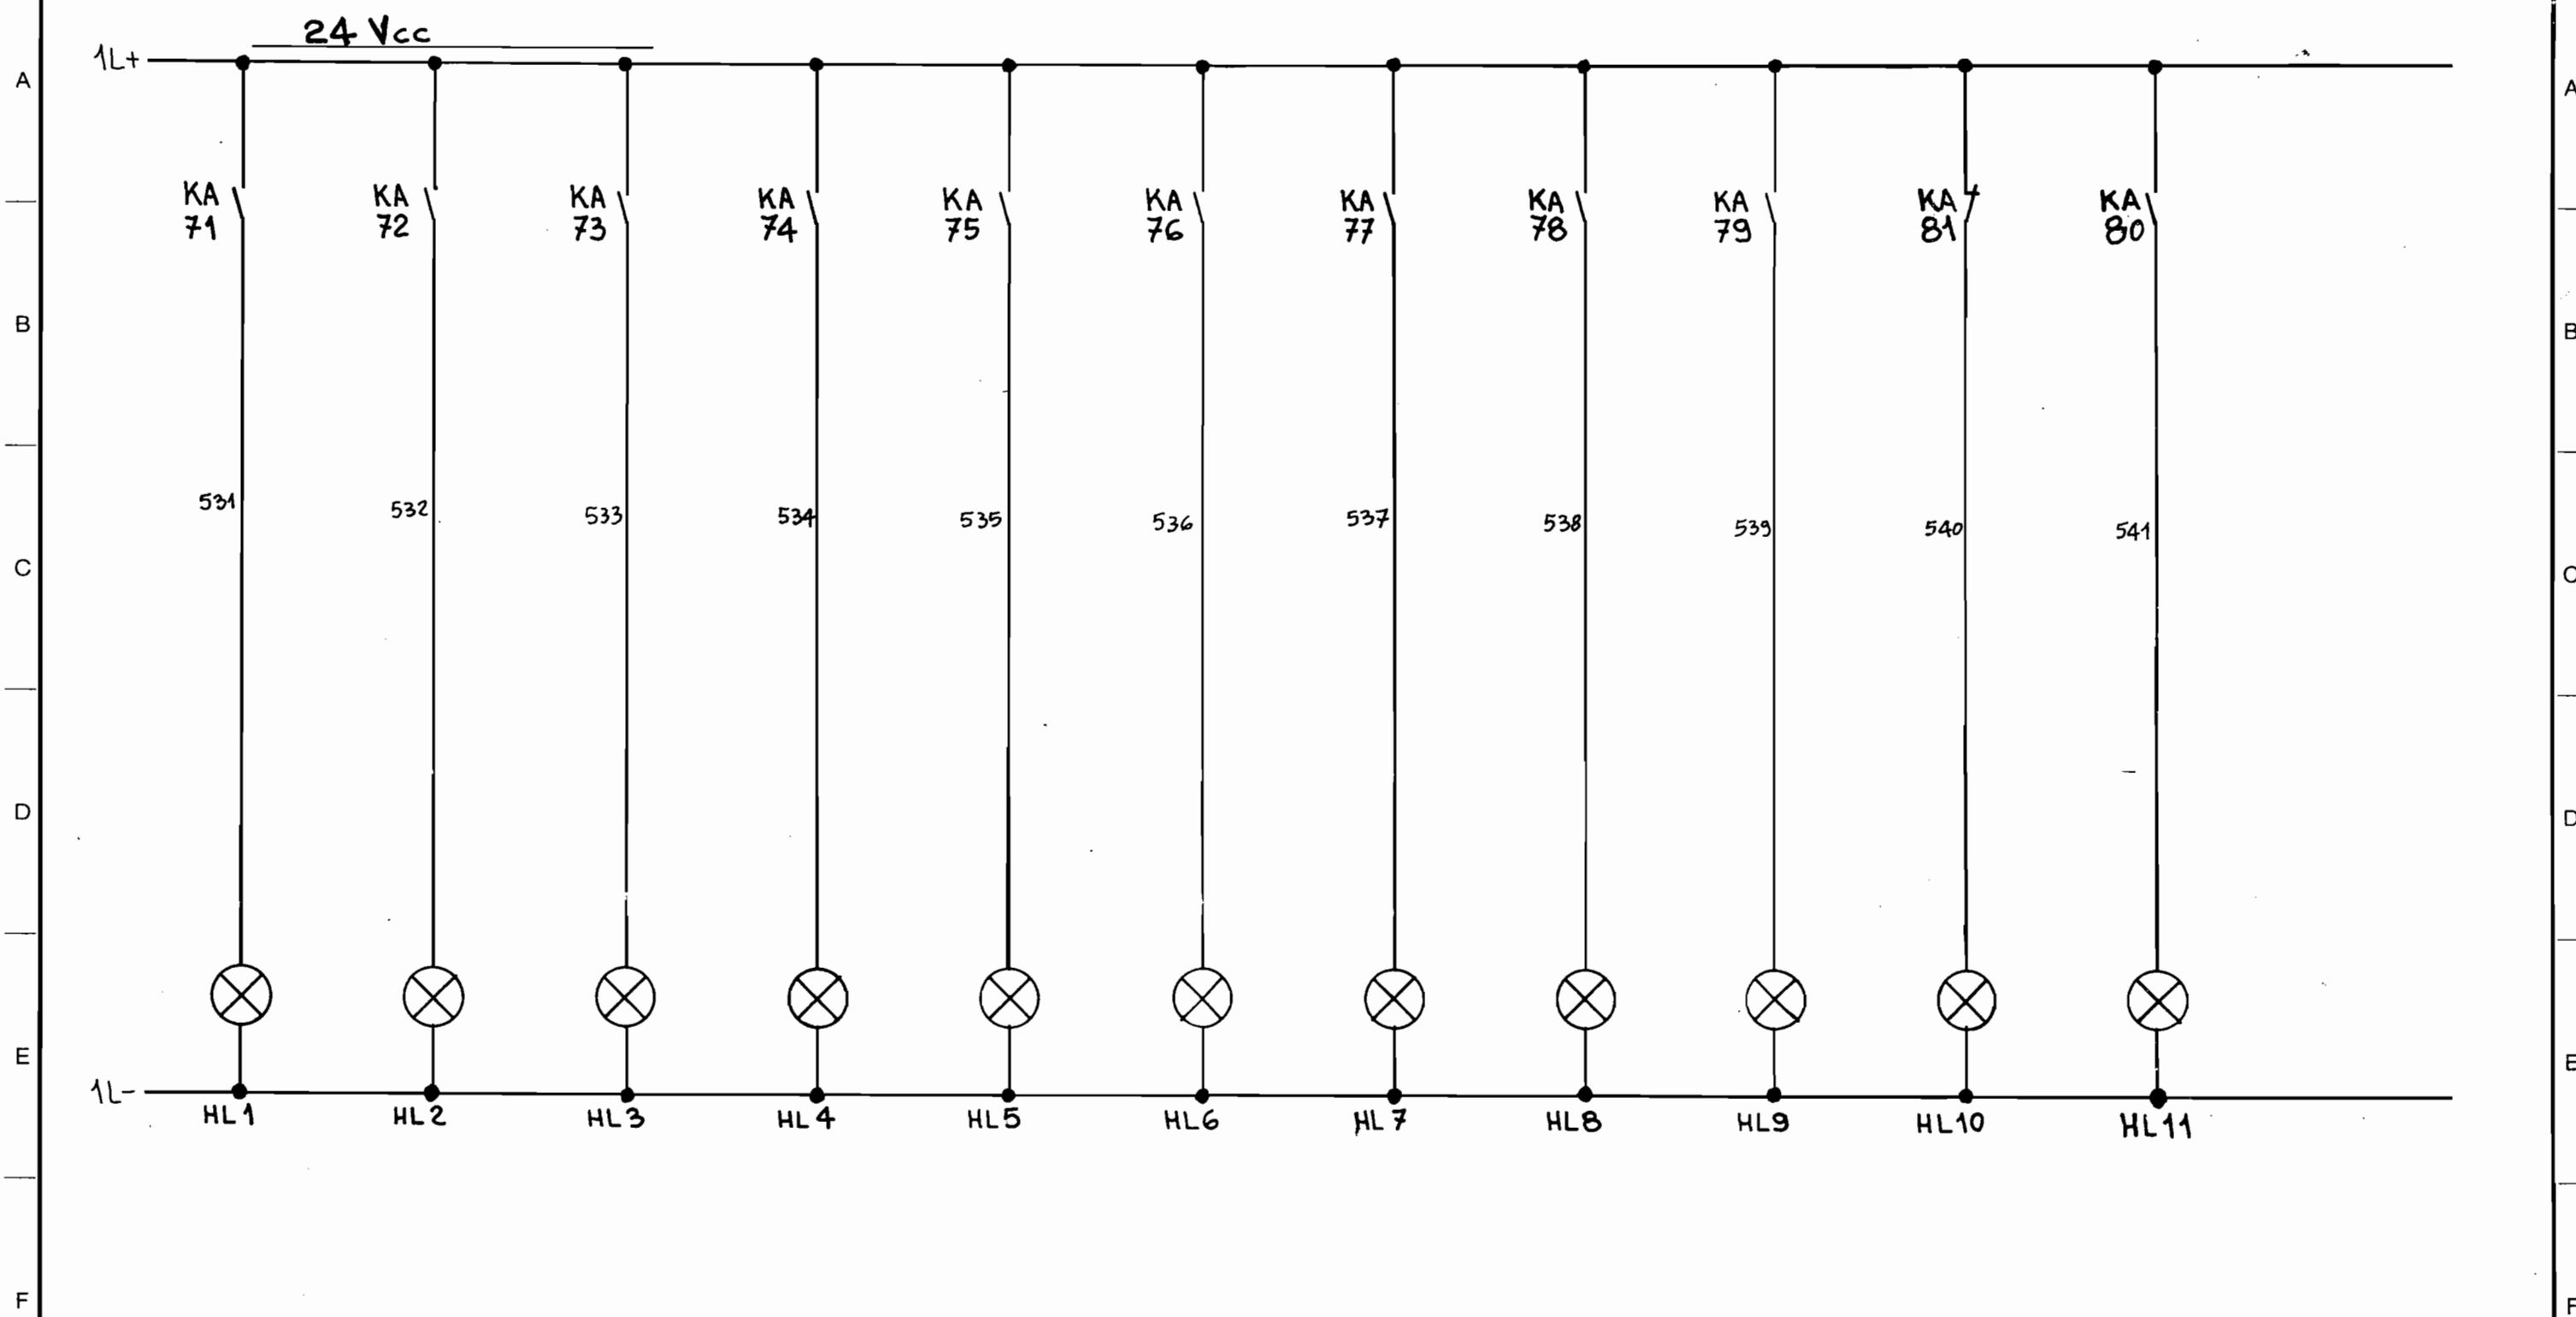 24 Vcc
1L+
A A
KA KA KA KA KA KA KA KA KA KA KA
71 72 73 74 75 76 77 78 79 81 80
B B
531 532 533 534 535 536 537 538 539 540 541
C C
D D
E E
1L-
HL1 HL2 HL3 HL4 HL5 HL6 HL7 HL8 HL9 HL10 HL11
F F